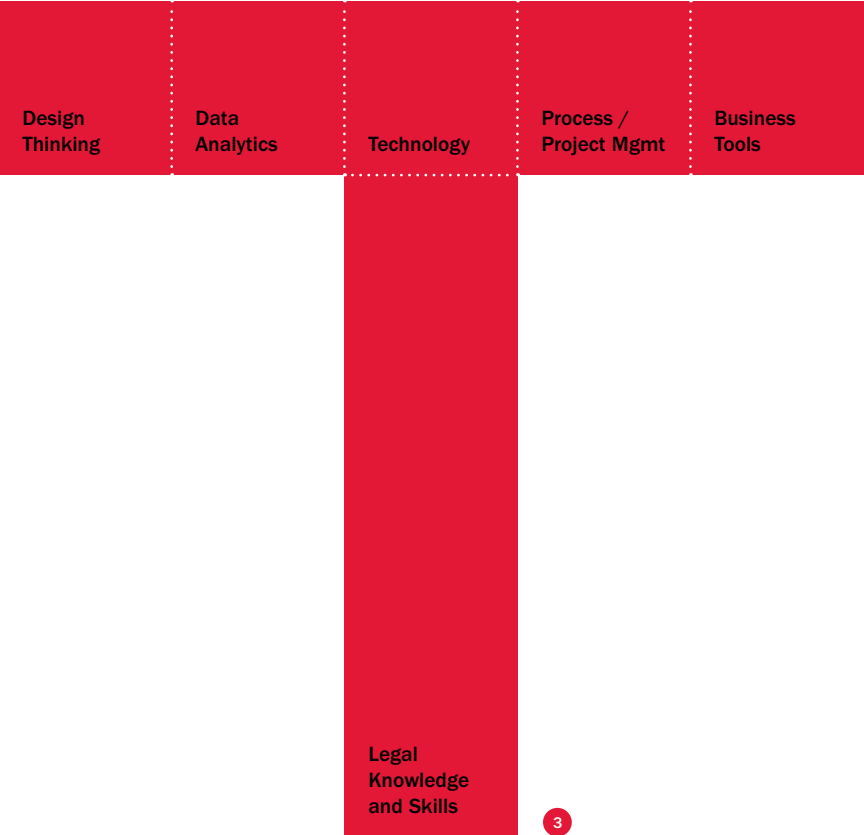 Design
Thinking
Data
Analytics
Technology
Process /
Project Mgmt
Business
Tools
Legal
Knowledge
and Skills
3